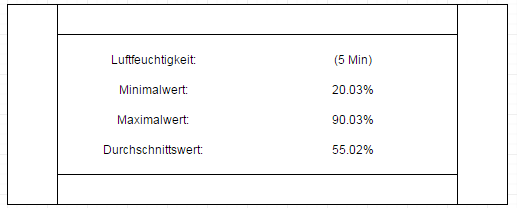 Luftfeuchtigkeit: (5 Min)
Minimalwert: 20.03%
Maximalwert: 90.03%
Durchschnittswert: 55.02%